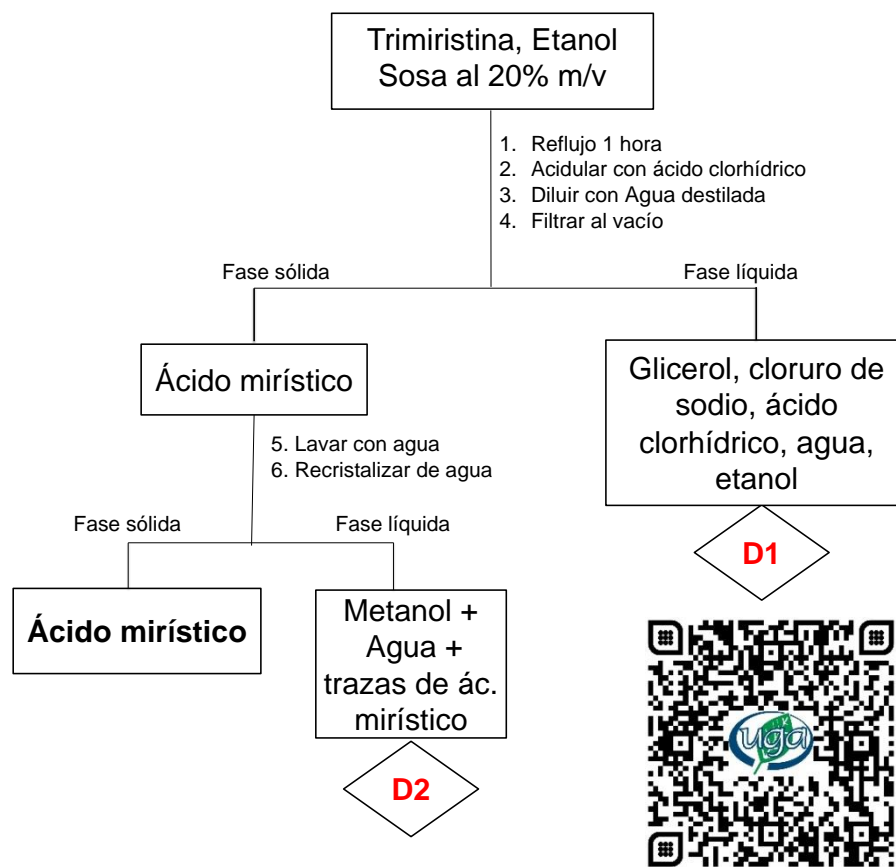 Trimiristina, Etanol
Sosa al 20% m/v
1. Reflujo 1 hora
2. Acidular con ácido clorhídrico
3. Diluir con Agua destilada
4. Filtrar al vacío
Fase sólida
Fase líquida
Ácido mirístico
Glicerol, cloruro de
sodio, ácido
clorhídrico, agua,
etanol
5. Lavar con agua
6. Recristalizar de agua
Fase sólida
Fase líquida
D1
Ácido mirístico
Metanol +
Agua +
trazas de ác.
mirístico
D2
uga